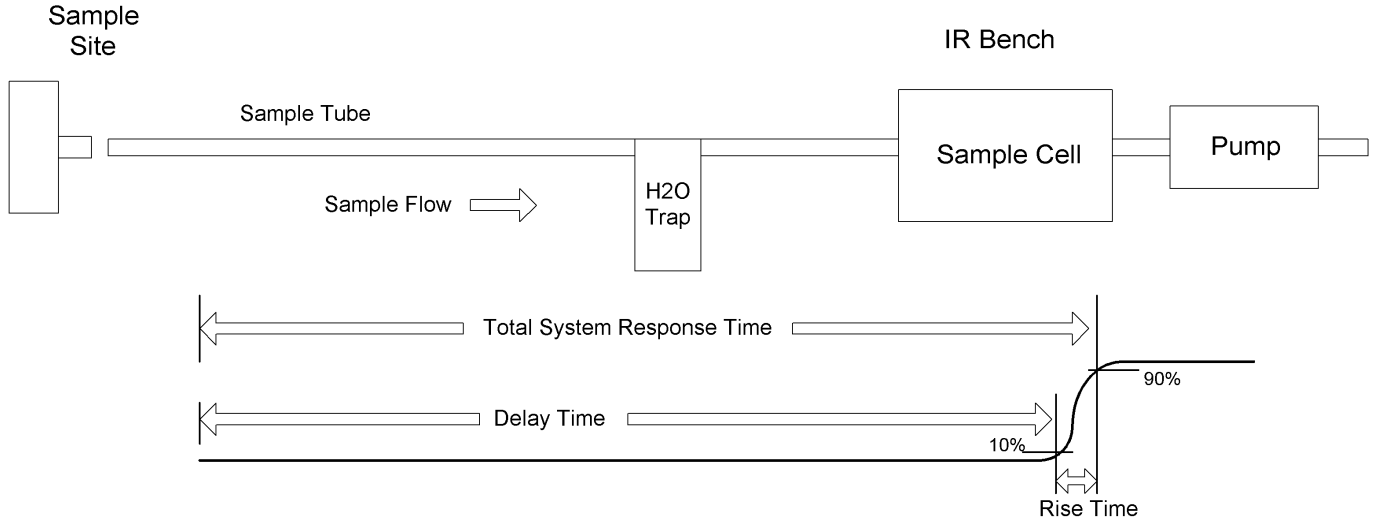 Sample
Site
IR Bench
Sample Tube
Sample Cell
Pump
H2O
Trap
Sample Flow
Total System Response Time
90%
Delay Time
10%
Rise Time